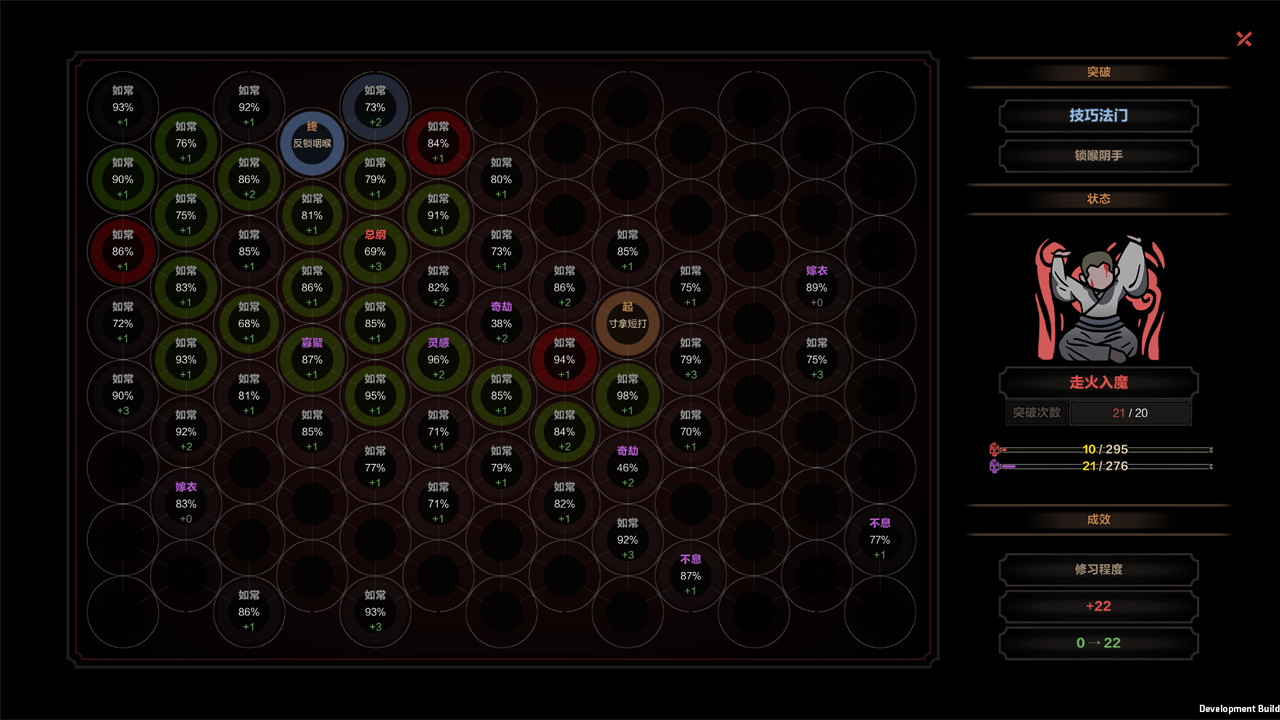 如常
93%
+1
如常
92%
+1
如常
73%
+2
如常
76%
+1
终
反锁咽喉
如常
84%
+1
如常
90%
+1
如常
86%
+2
如常
79%
+1
如常
80%
+1
如常
75%
+1
如常
81%
+1
如常
91%
+1
如常
86%
+1
如常
85%
+1
总纲
69%
+3
如常
73%
+1
如常
85%
+1
如常
83%
+1
如常
86%
+1
如常
82%
+2
如常
86%
+2
如常
75%
+1
嫁衣
89%
+0
如常
72%
+1
如常
68%
+1
如常
85%
+1
奇劫
38%
+2
起
寸拿短打
如常
93%
+1
寡聚
87%
+1
灵感
96%
+2
如常
94%
+1
如常
79%
+3
如常
75%
+3
如常
90%
+3
如常
81%
+1
如常
95%
+1
如常
85%
+1
如常
98%
+1
如常
92%
+2
如常
85%
+1
如常
71%
+1
如常
84%
+2
如常
70%
+1
如常
77%
+1
如常
79%
+1
奇劫
46%
+2
嫁衣
83%
+0
如常
71%
+1
如常
82%
+1
如常
92%
+3
不息
77%
+1
不息
87%
+1
如常
86%
+1
如常
93%
+3
突破
技巧法门
锁喉阴手
状态
走火入魔
突破次数 21 / 20
10 / 295
21 / 276
成效
修习程度
+22
0→22
Development Build